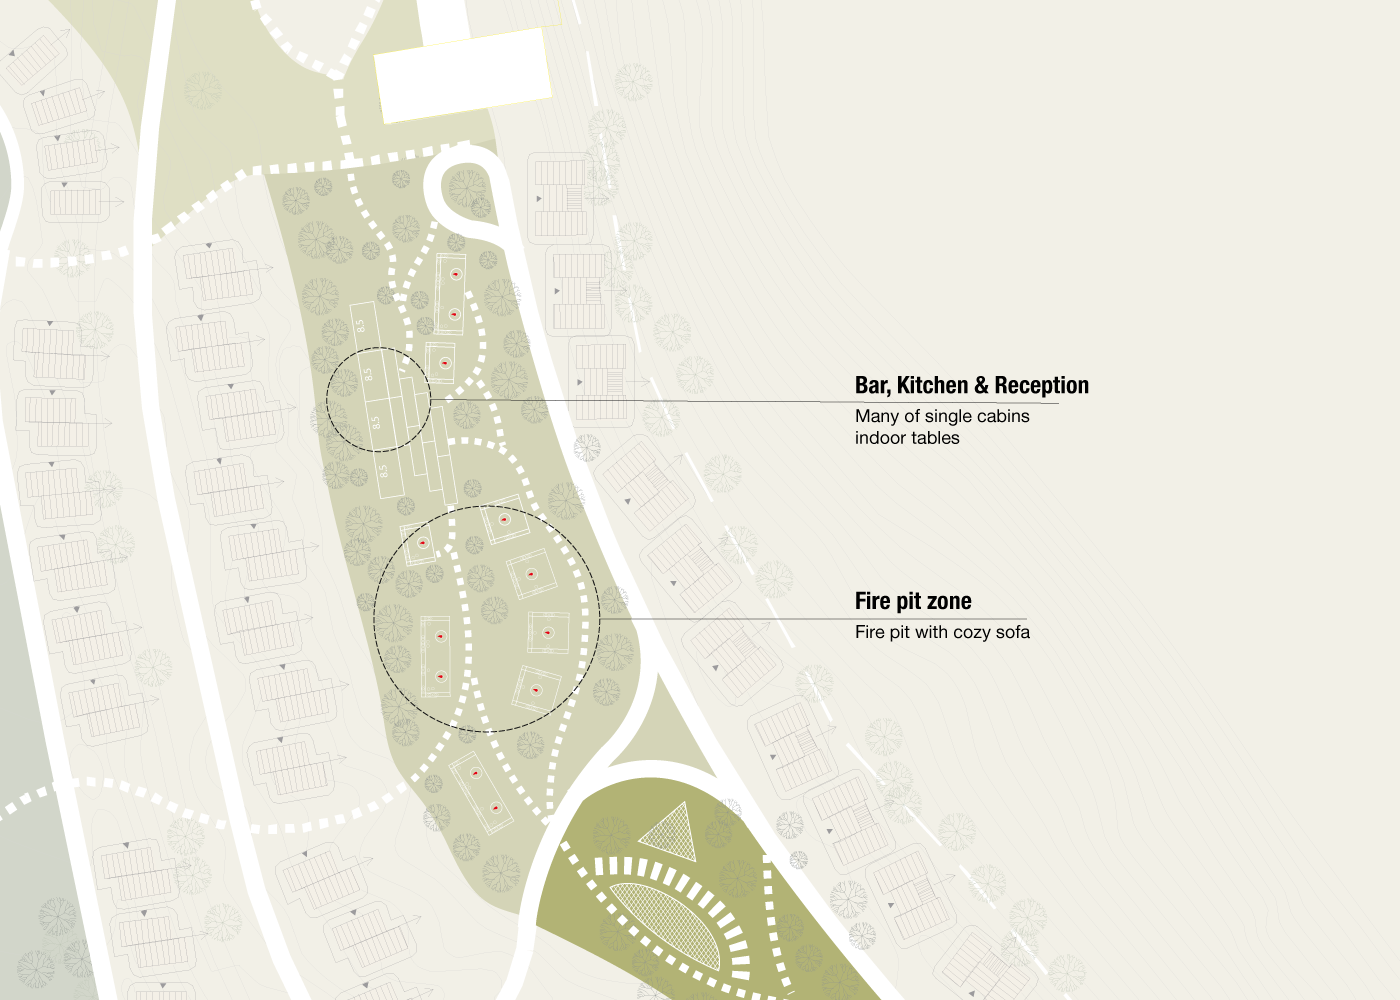 8.5
8.5
8.5
8.5
Bar, Kitchen & Reception
Many of single cabins
indoor tables
Fire pit zone
Fire pit with cozy sofa